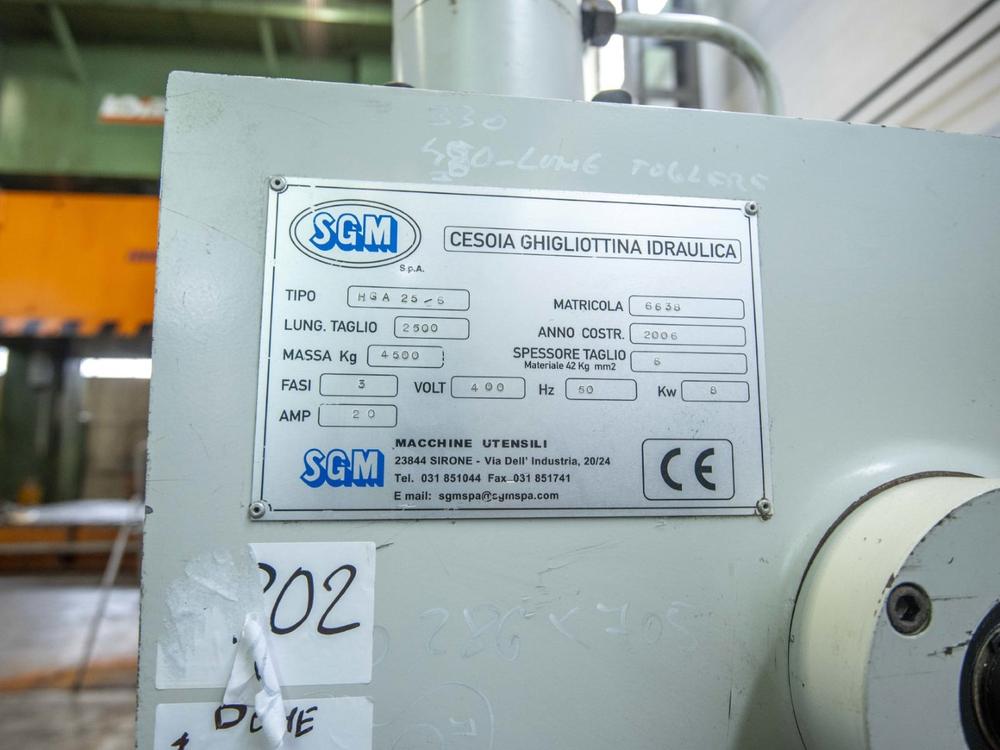 330
LUNG TOGLERE
SGM
S.p.A.
CESOIA GHIGLIOTTINA IDRAULICA
TIPO HGA 25-6
MATRICOLA 6638
LUNG. TAGLIO 2500
ANNO COSTR. 2006
MASSA Kg 4500
SPESSORE TAGLIO 6
Materiale 42 Kg mm2
FASI 3 VOLT 400 Hz 50 Kw 8
AMP 20
SGM
MACCHINE UTENSILI
23844 SIRONE - Via Dell' Industria, 20/24
Tel. 031 851044 Fax 031 851741
E mail: sgmspa@sgmspa.com
CE
02
286 x 705